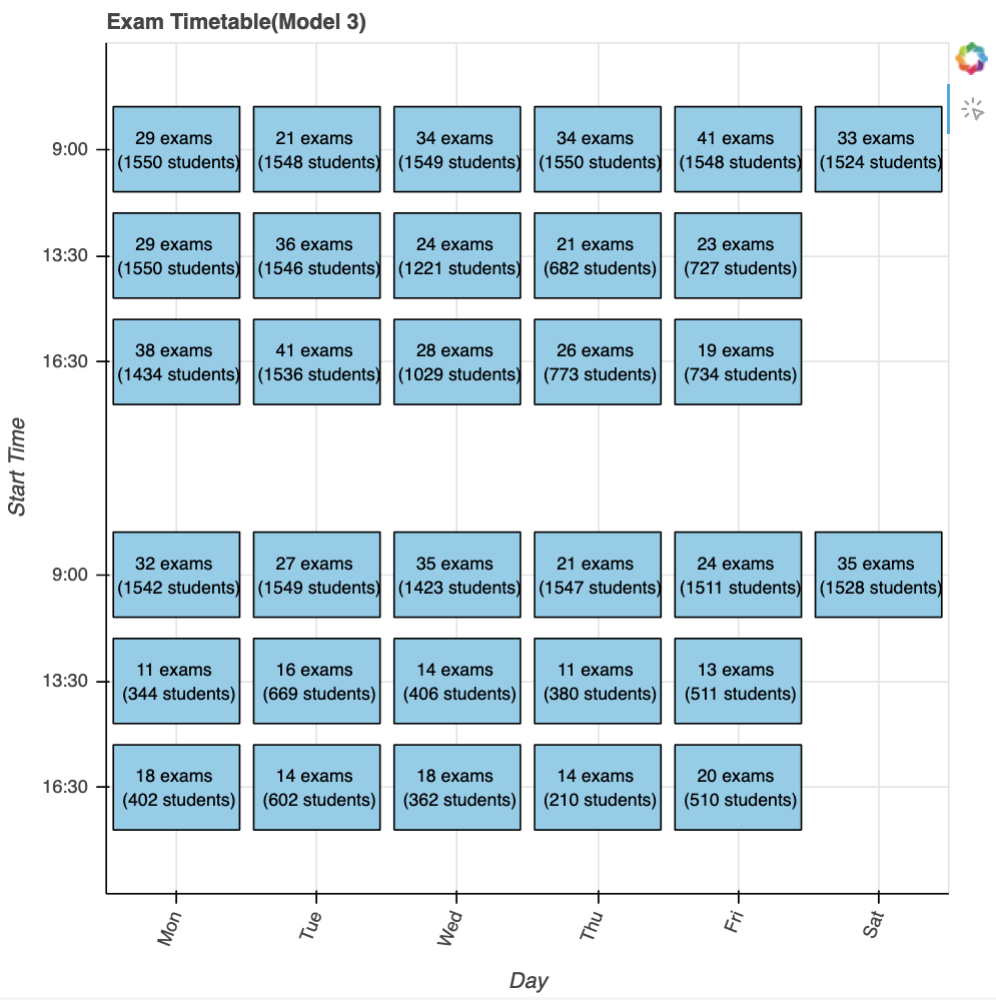 Exam Timetable(Model 3)
Start Time
9:00
29 exams
(1550 students)
21 exams
(1548 students)
34 exams
(1549 students)
34 exams
(1550 students)
41 exams
(1548 students)
33 exams
(1524 students)
13:30
29 exams
(1550 students)
36 exams
(1546 students)
24 exams
(1221 students)
21 exams
(682 students)
23 exams
(727 students)
16:30
38 exams
(1434 students)
41 exams
(1536 students)
28 exams
(1029 students)
26 exams
(773 students)
19 exams
(734 students)
9:00
32 exams
(1542 students)
27 exams
(1549 students)
35 exams
(1423 students)
21 exams
(1547 students)
24 exams
(1511 students)
35 exams
(1528 students)
13:30
11 exams
(344 students)
16 exams
(669 students)
14 exams
(406 students)
11 exams
(380 students)
13 exams
(511 students)
16:30
18 exams
(402 students)
14 exams
(602 students)
18 exams
(362 students)
14 exams
(210 students)
20 exams
(510 students)
Mon
Tue
Wed
Thu
Fri
Sat
Day